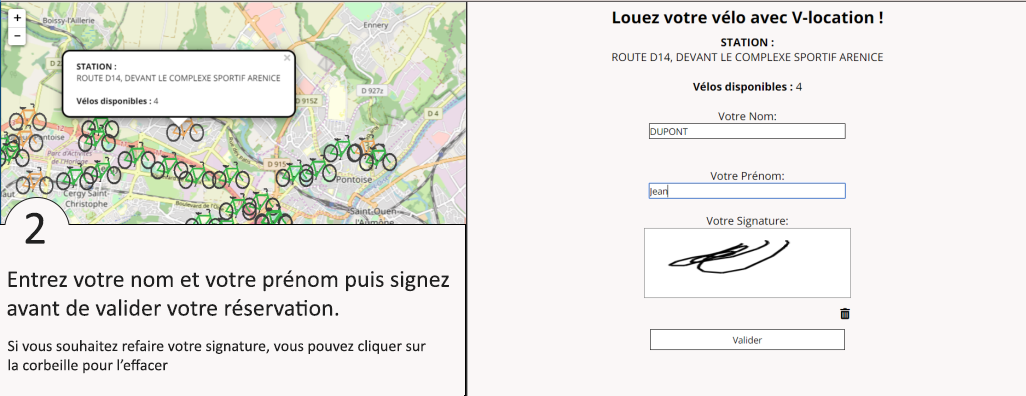 Boissy-l'Aillerie
Ennery
+
−
×
STATION :
ROUTE D14, DEVANT LE COMPLEXE SPORTIF ARENICE
Vélos disponibles : 4
D 927z
D 915Z
D 4
Parc d'Activités
de l'Horloge
D 915
Pontoise
Cergy Saint-
Christophe
Boulevard de l'Oise
Saint-Ouen-
l'Aumône
2
Entrez votre nom et votre prénom puis signez
avant de valider votre réservation.
Si vous souhaitez refaire votre signature, vous pouvez cliquer sur
la corbeille pour l'effacer
Louez votre vélo avec V-location !
STATION :
ROUTE D14, DEVANT LE COMPLEXE SPORTIF ARENICE
Vélos disponibles : 4
Votre Nom:
DUPONT
Votre Prénom:
Jean
Votre Signature:
Valider